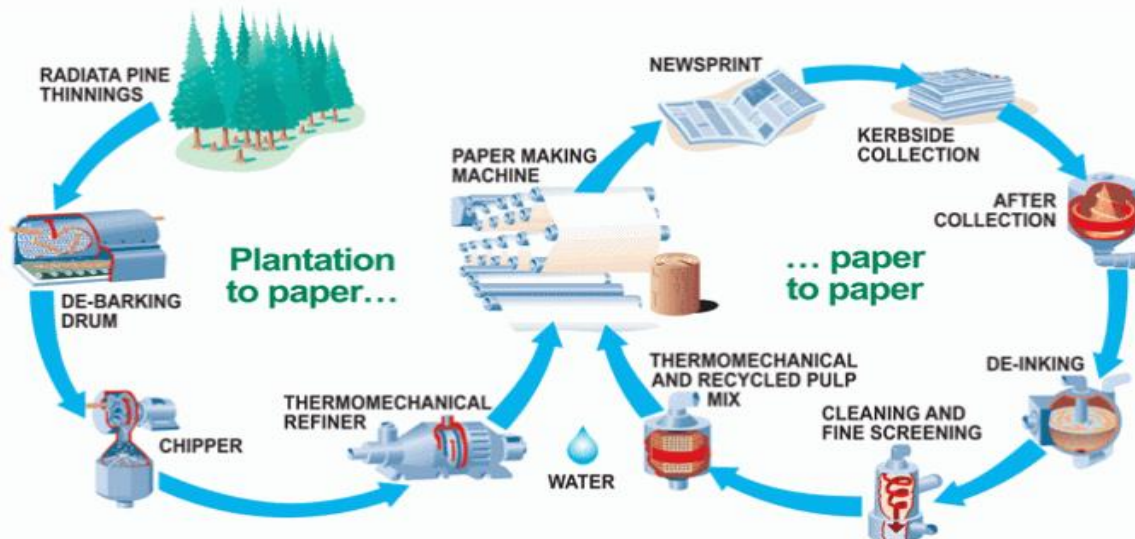 RADIATA PINE
THINNINGS
DE-BARKING
DRUM
CHIPPER
THERMOMECHANICAL
REFINER
Plantation
to paper...
PAPER MAKING
MACHINE
NEWSPRINT
KERBSIDE
COLLECTION
AFTER
COLLECTION
... paper
to paper
DE-INKING
CLEANING AND
FINE SCREENING
THERMOMECHANICAL
AND RECYCLED PULP
MIX
WATER